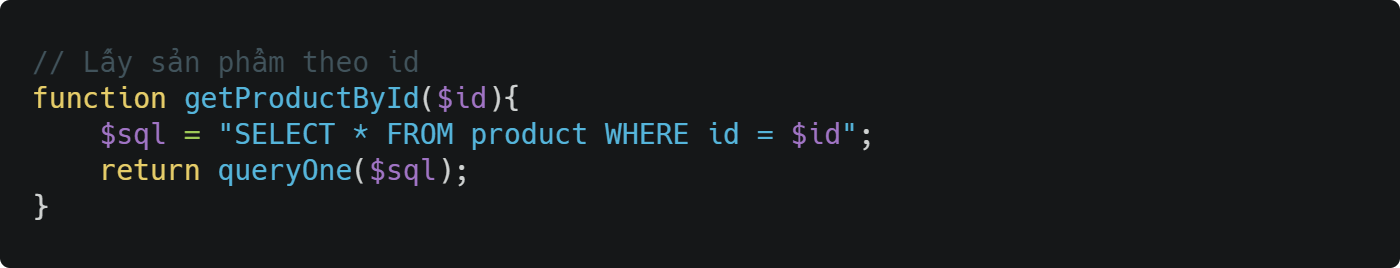 // Lấy sản phẩm theo id
function getProductById($id){
    $sql = "SELECT * FROM product WHERE id = $id";
    return queryOne($sql);
}